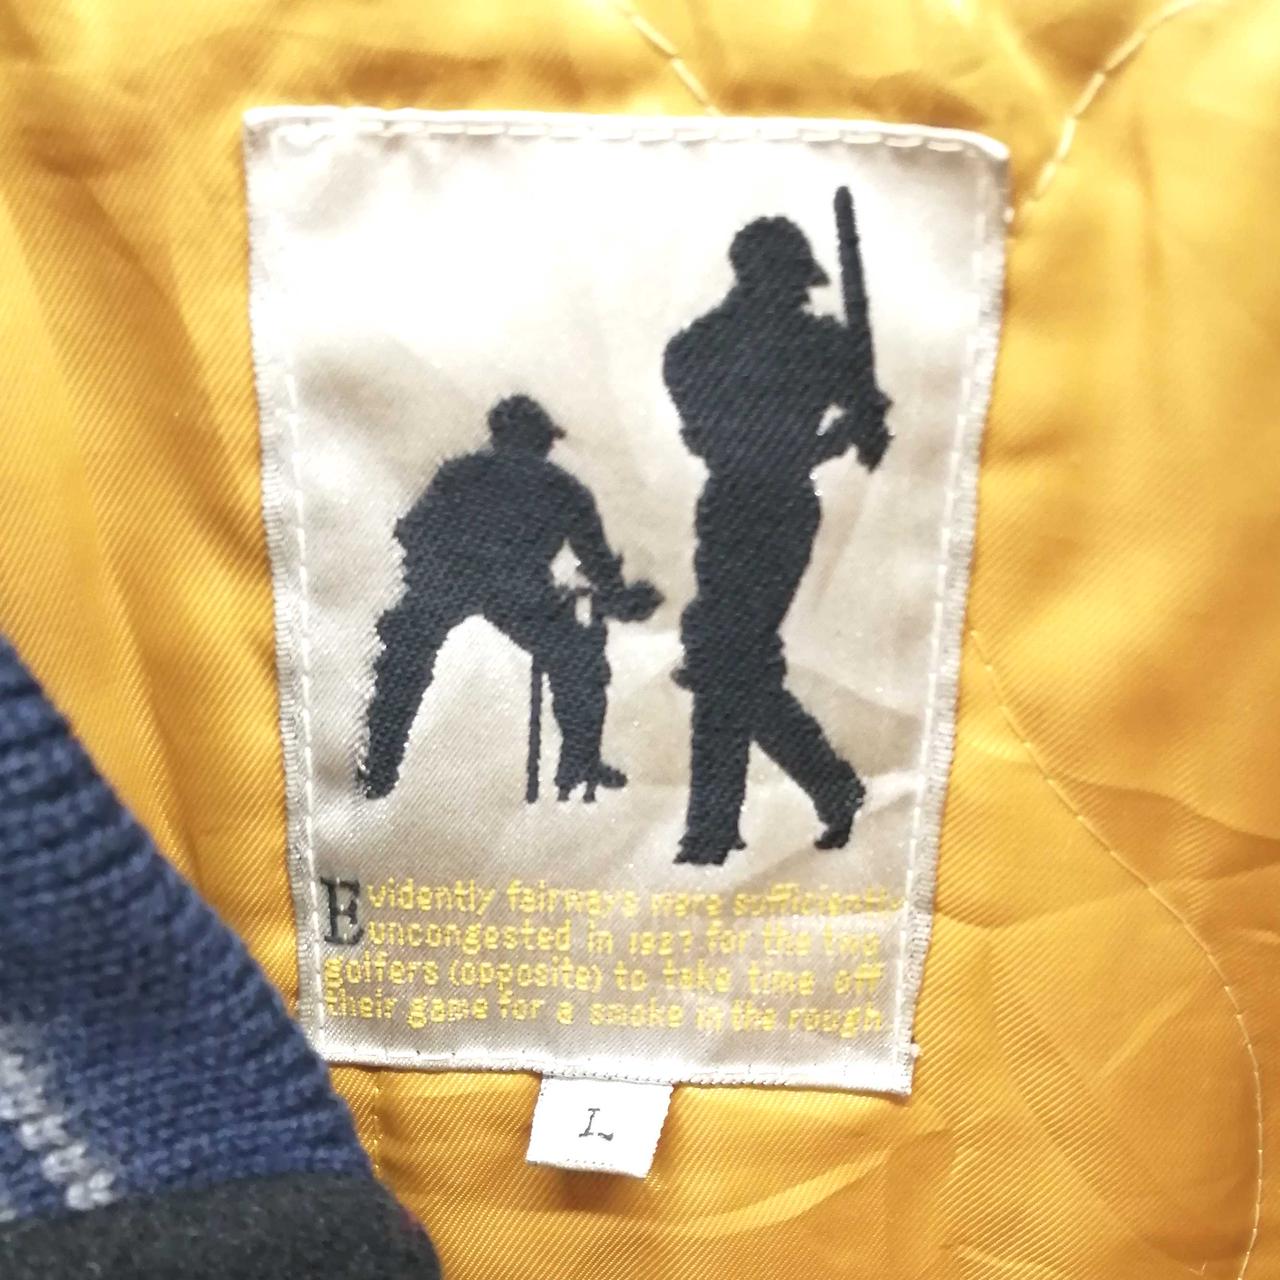 Evidently fairways were sufficiently
uncongested in 1927 for the two
golfers (opposite) to take time off
their game for a smoke in the rough
L